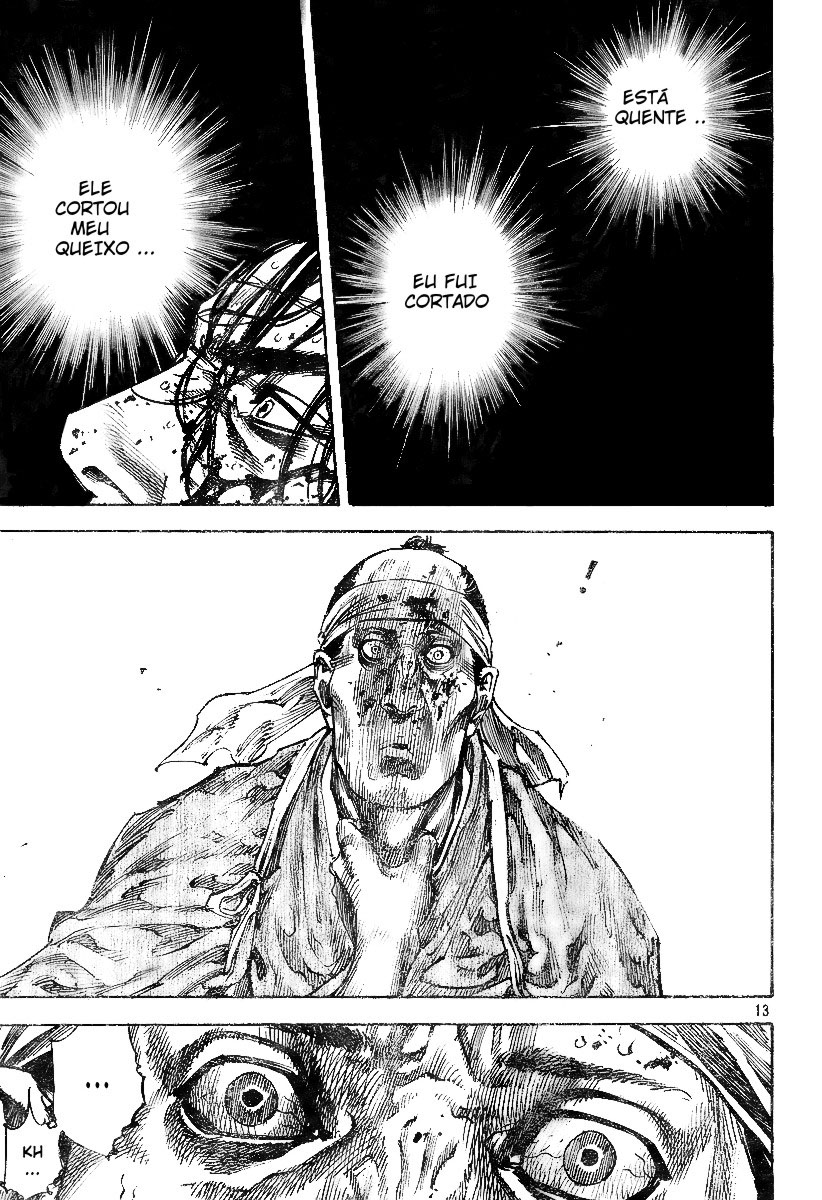 ESTÁ
QUENTE ..
EU FUI
CORTADO
ELE
CORTOU
MEU
QUEIXO ...
!
13
...
KH
...